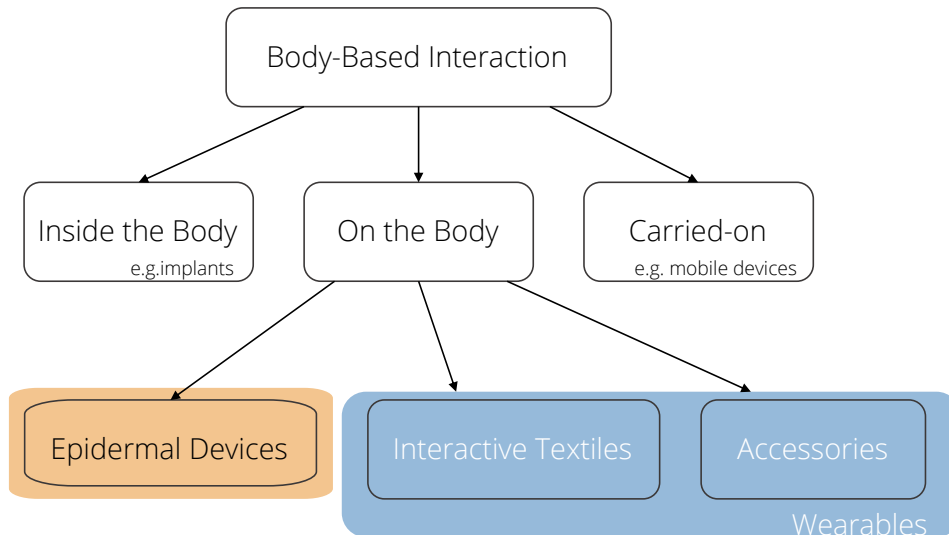 Body-Based Interaction
Inside the Body
e.g.implants
On the Body
Carried-on
e.g. mobile devices
Epidermal Devices
Interactive Textiles
Accessories
Wearables